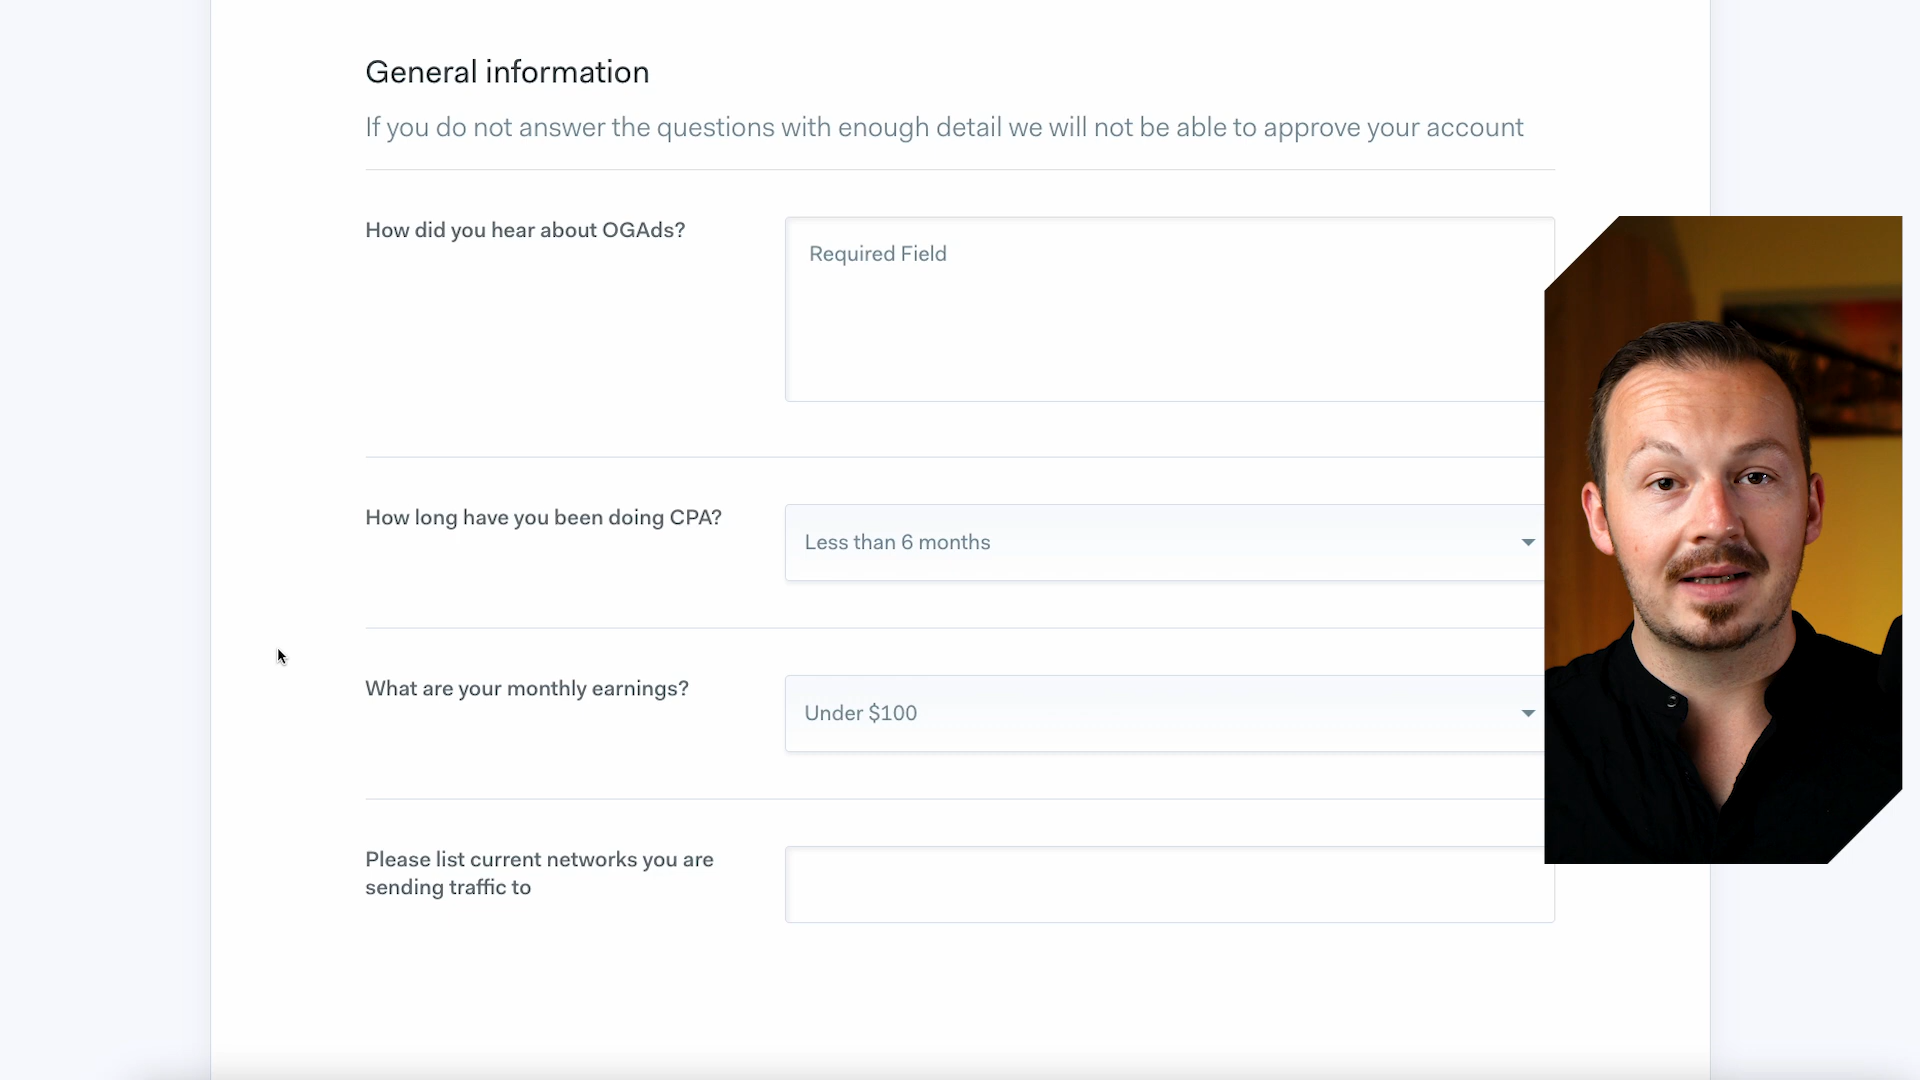 General information
If you do not answer the questions with enough detail we will not be able to approve your account
How did you hear about OGAds?
Required Field
How long have you been doing CPA?
Less than 6 months
What are your monthly earnings?
Under $100
Please list current networks you are
sending traffic to